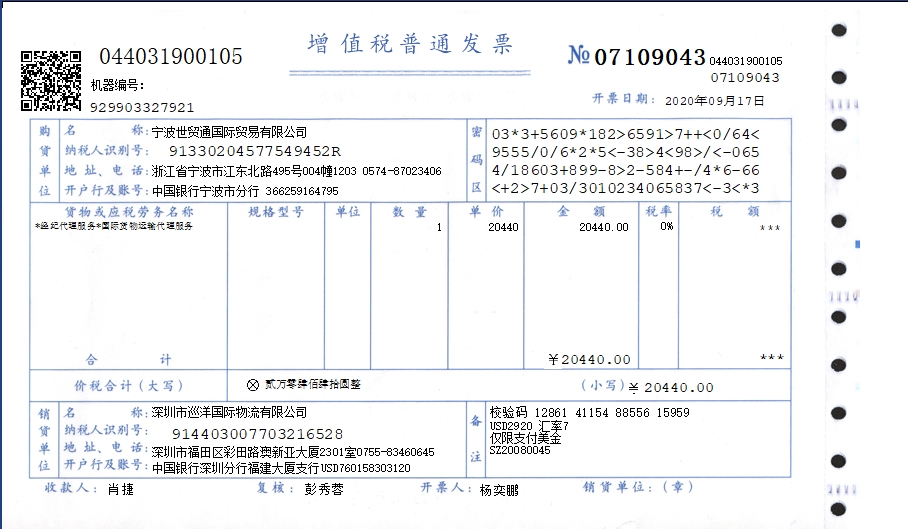 增值税普通发票
044031900105
№07109043 044031900105
07109043
机器编号:
929903327921
开票日期: 2020年09月17日
购货单位
名 称: 宁波世贸通国际贸易有限公司
纳税人识别号: 91330204577549452R
地 址、电 话: 浙江省宁波市江东北路495号004幢1203 0574-87023406
开户行及账号: 中国银行宁波市分行 366259164795
密码区
03*3+5609*182>6591>7++<0/64<
9555/0/6*2*5<-38>4<98>/<-065
4/18603+899-8>2-584+-/4*6-66
<+2>7+03/3010234065837<-3<*3
货物或应税劳务名称 规格型号 单位 数 量 单 价 金 额 税率 税 额
*经纪代理服务*国际货物运输代理服务 1 20440 20440.00 0% ***
合 计 ￥20440.00 ***
价税合计(大写) ⊗ 贰万零肆佰肆拾圆整 (小写) ￥ 20440.00
销货单位
名 称: 深圳市巡洋国际物流有限公司
纳税人识别号: 914403007703216528
地 址、电 话: 深圳市福田区彩田路澳新亚大厦2301室0755-83460645
开户行及账号: 中国银行深圳分行福建大厦支行USD760158303120
备注
校验码 12861 41154 88556 15959
USD2920 汇率7
仅限支付美金
SZ20080045
收款人: 肖捷 复核: 彭秀蓉 开票人: 杨奕鹏 销货单位: (章)